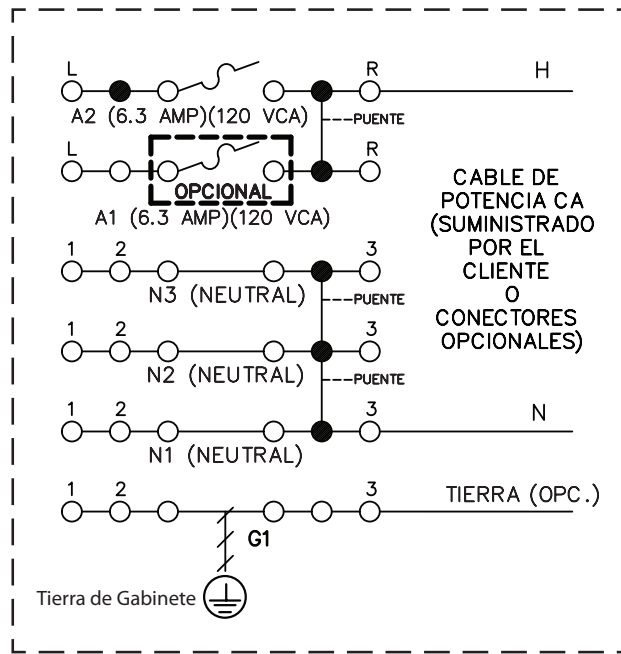 L R H
A2 (6.3 AMP)(120 VCA)
PUENTE
L R
OPCIONAL
A1 (6.3 AMP)(120 VCA)
CABLE DE
POTENCIA CA
(SUMINISTRADO
POR EL
CLIENTE
O
CONECTORES
OPCIONALES)
1 2 3
N3 (NEUTRAL)
PUENTE
1 2 3
N2 (NEUTRAL)
PUENTE
1 2 3 N
N1 (NEUTRAL)
1 2 3 TIERRA (OPC.)
G1
Tierra de Gabinete